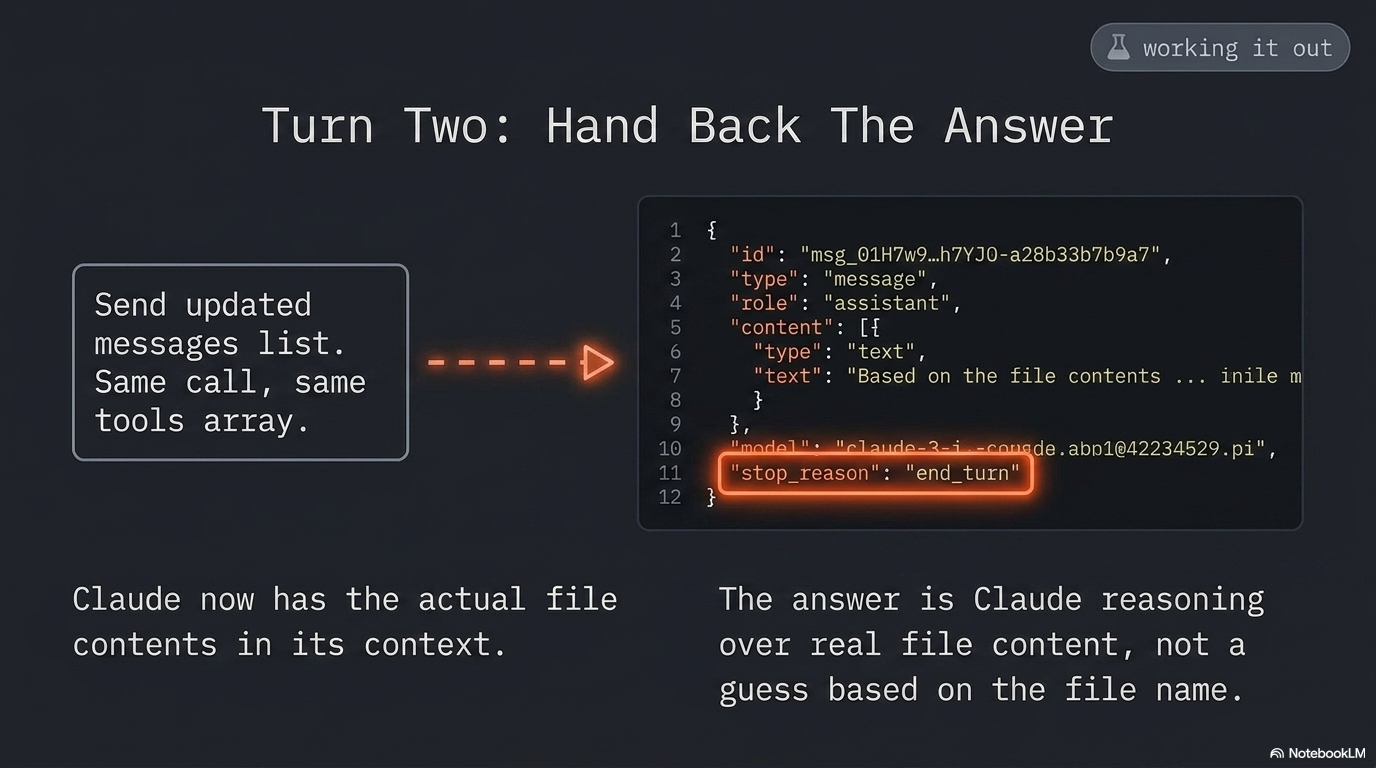 working it out
Turn Two: Hand Back The Answer
Send updated
messages list.
Same call, same
tools array.
1 {
2 "id": "msg_01H7w9…h7YJ0-a28b33b7b9a7",
3 "type": "message",
4 "role": "assistant",
5 "content": [{
6 "type": "text",
7 "text": "Based on the file contents ... inile m
8 }
9 },
10 "model": "claude-3-
11 "stop_reason": "end_turn"
12 }
Claude now has the actual file
contents in its context.
The answer is Claude reasoning
over real file content, not a
guess based on the file name.
NotebookLM